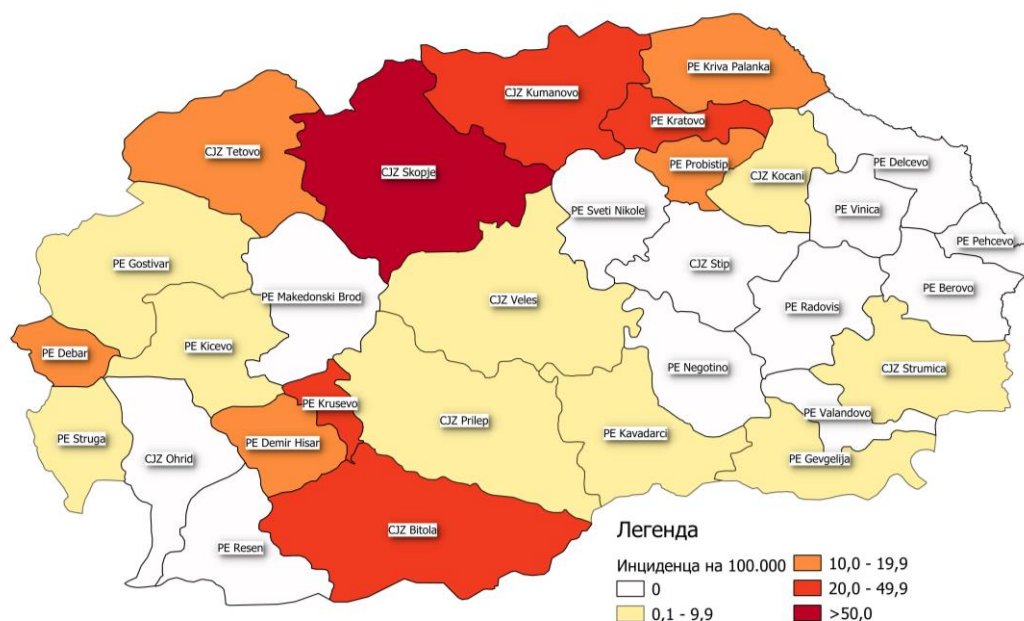 PE Kriva Palanka
CJZ Kumanovo
PE Kratovo
CJZ Tetovo
CJZ Skopje
PE Probistip
PE Delcevo
CJZ Kocani
PE Sveti Nikole
PE Vinica
PE Pehcevo
PE Gostivar
CJZ Stip
PE Berovo
PE Makedonski Brod
CJZ Veles
PE Radovis
PE Debar
PE Kicevo
PE Negotino
CJZ Strumica
PE Krusevo
PE Valandovo
CJZ Prilep
PE Kavadarci
PE Struga
PE Demir Hisar
CJZ Ohrid
PE Gevgelija
CJZ Bitola
PE Resen
Легенда
Инциденца на 100.000
0
0,1 - 9,9
10,0 - 19,9
20,0 - 49,9
>50,0